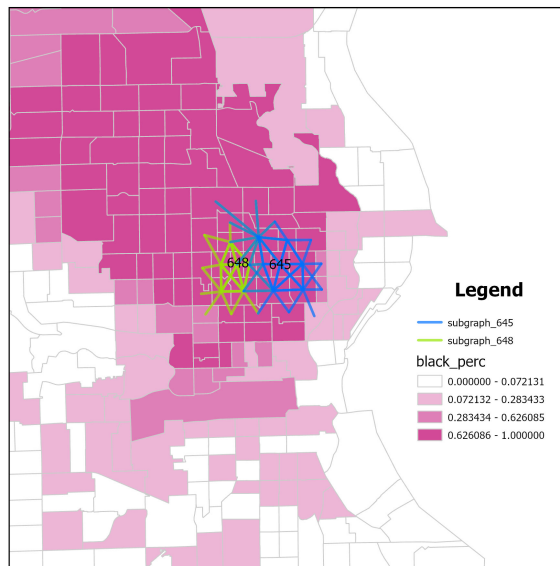 648
645
Legend
subgraph_645
subgraph_648
black_perc
0.000000 - 0.072131
0.072132 - 0.283433
0.283434 - 0.626085
0.626086 - 1.000000